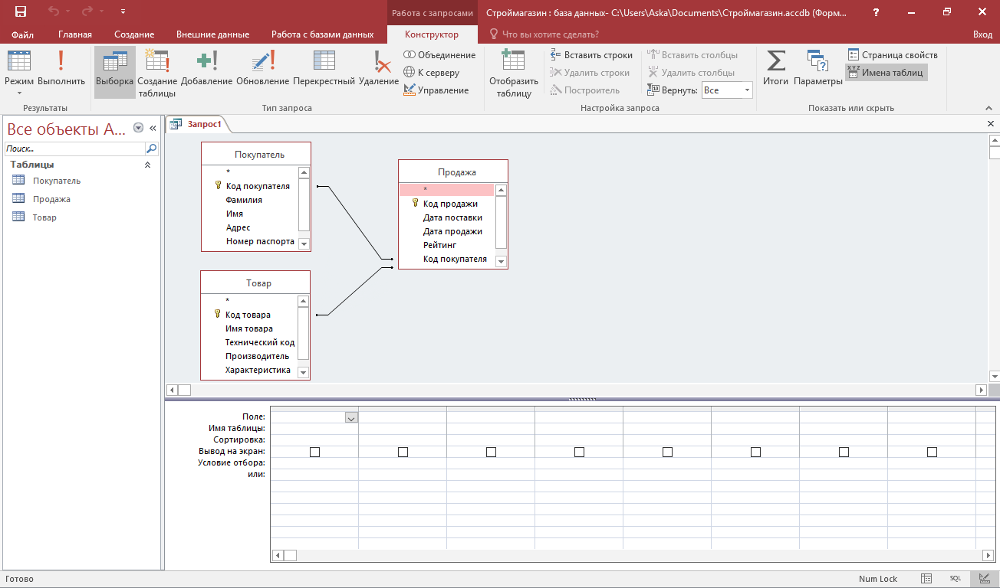 Работа с запросами
Строймагазин : база данных- C:\Users\Aska\Documents\Строймагазин.accdb (Форм...
?
Файл
Главная
Создание
Внешние данные
Работа с базами данных
Конструктор
Что вы хотите сделать?
Вход
Режим
Выполнить
Результаты
Выборка
Создание таблицы
Добавление
Обновление
Перекрестный
Удаление
Объединение
К серверу
Управление
Тип запроса
Отобразить таблицу
Вставить строки
Удалить строки
Построитель
Вставить столбцы
Удалить столбцы
Вернуть: Все
Настройка запроса
Итоги
Параметры
Страница свойств
XYZ Имена таблиц
Показать или скрыть
Все объекты A... «
Поиск...
Таблицы
Покупатель
Продажа
Товар
Запрос1
Покупатель
*
Код покупателя
Фамилия
Имя
Адрес
Номер паспорта
Продажа
*
Код продажи
Дата поставки
Дата продажи
Рейтинг
Код покупателя
Товар
*
Код товара
Имя товара
Технический код
Производитель
Характеристика
Поле:
Имя таблицы:
Сортировка:
Вывод на экран:
Условие отбора:
или:
Готово
Num Lock
SQL